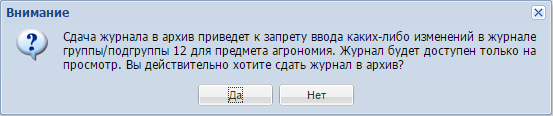 Внимание
Сдача журнала в архив приведет к запрету ввода каких-либо изменений в журнале
группы/подгруппы 12 для предмета агрономия. Журнал будет доступен только на
просмотр. Вы действительно хотите сдать журнал в архив?
Да Нет